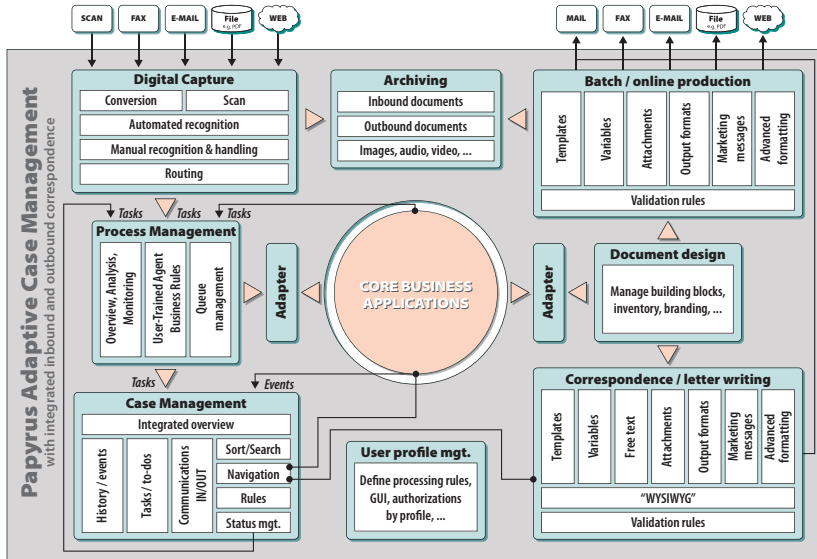 SCAN
FAX
E-MAIL
File
e.g. PDF
WEB
MAIL
FAX
E-MAIL
File
e.g. PDF
WEB
Papyrus Adaptive Case Management
with integrated inbound and outbound correspondence
Digital Capture
Conversion
Scan
Automated recognition
Manual recognition & handling
Routing
Archiving
Inbound documents
Outbound documents
Images, audio, video, ...
Batch / online production
Templates
Variables
Attachments
Output formats
Marketing
messages
Advanced
formatting
Validation rules
Tasks
Tasks
Tasks
Process Management
Overview, Analysis,
Monitoring
User-Trained Agent
Business Rules
Queue
management
Adapter
CORE BUSINESS
APPLICATIONS
Adapter
Document design
Manage building blocks,
inventory, branding, ...
Tasks
Events
Case Management
Integrated overview
History / events
Tasks / to-dos
Communications
IN/OUT
Sort/Search
Navigation
Rules
Status mgt.
User profile mgt.
Define processing rules,
GUI, authorizations
by profile, ...
Correspondence / letter writing
Templates
Variables
Free text
Attachments
Output formats
Marketing
messages
Advanced
formatting
“WYSIWYG”
Validation rules